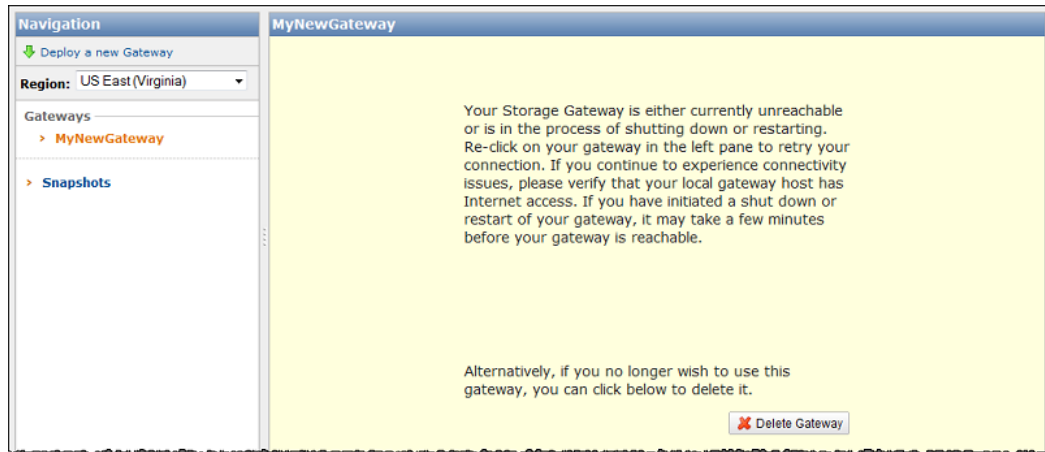 Navigation
Deploy a new Gateway
Region: US East (Virginia)
Gateways
MyNewGateway
Snapshots
MyNewGateway
Your Storage Gateway is either currently unreachable
or is in the process of shutting down or restarting.
Re-click on your gateway in the left pane to retry your
connection. If you continue to experience connectivity
issues, please verify that your local gateway host has
Internet access. If you have initiated a shut down or
restart of your gateway, it may take a few minutes
before your gateway is reachable.
Alternatively, if you no longer wish to use this
gateway, you can click below to delete it.
Delete Gateway